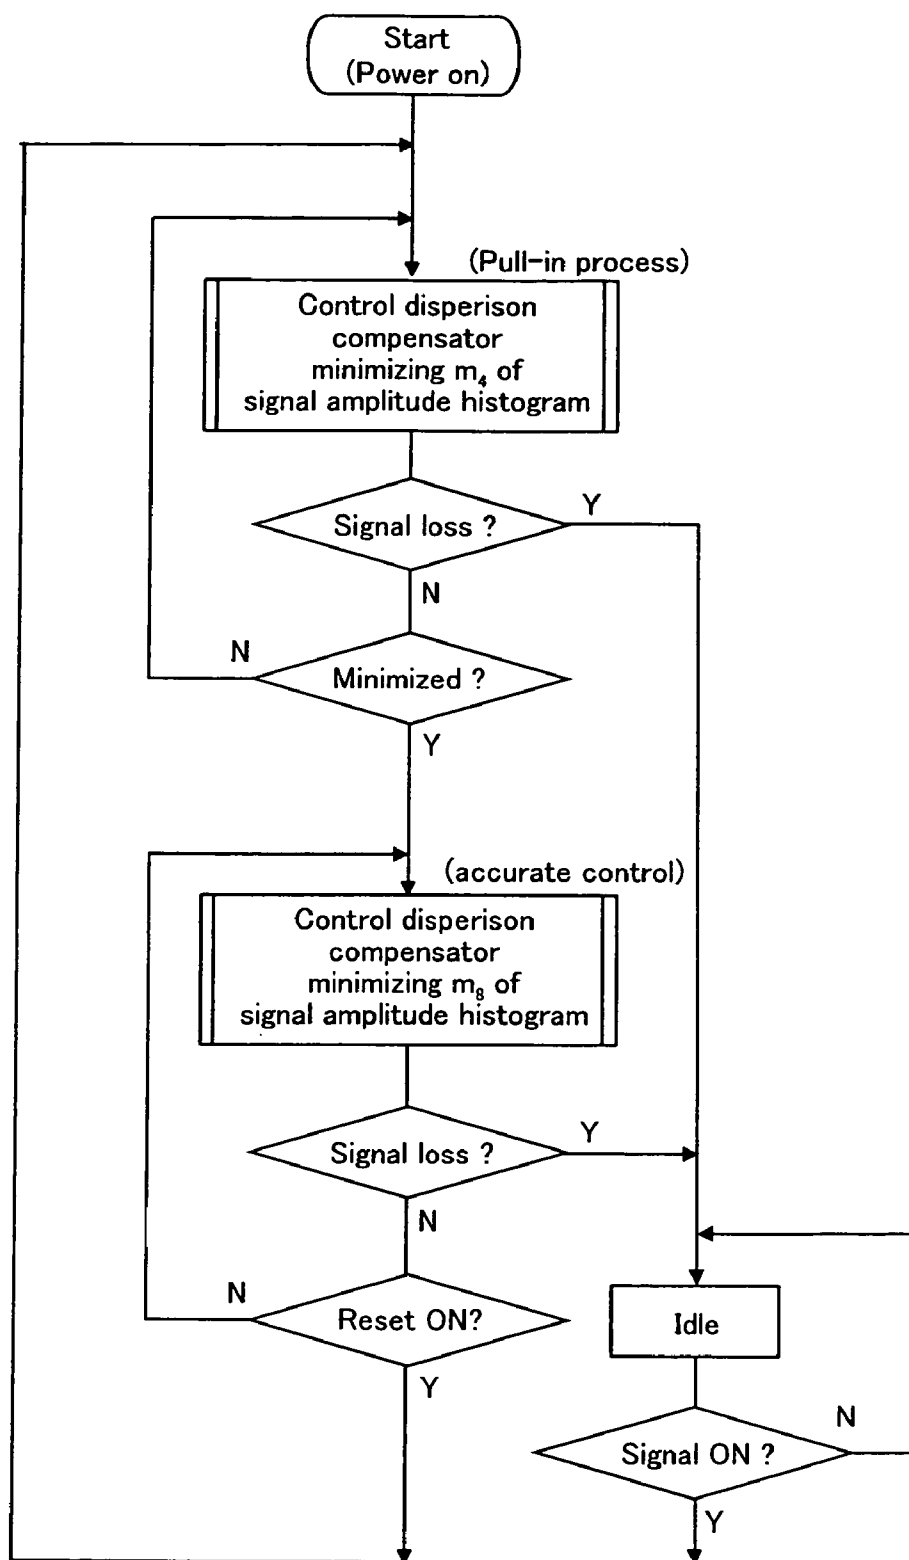 Start
(Power on)
(Pull-in process)
Control disperison
compensator
minimizing m₄ of
signal amplitude histogram
Signal loss ?
Y
N
Minimized ?
N
Y
(accurate control)
Control disperison
compensator
minimizing m₈ of
signal amplitude histogram
Signal loss ?
Y
N
Reset ON?
N
Y
Idle
Signal ON ?
N
Y